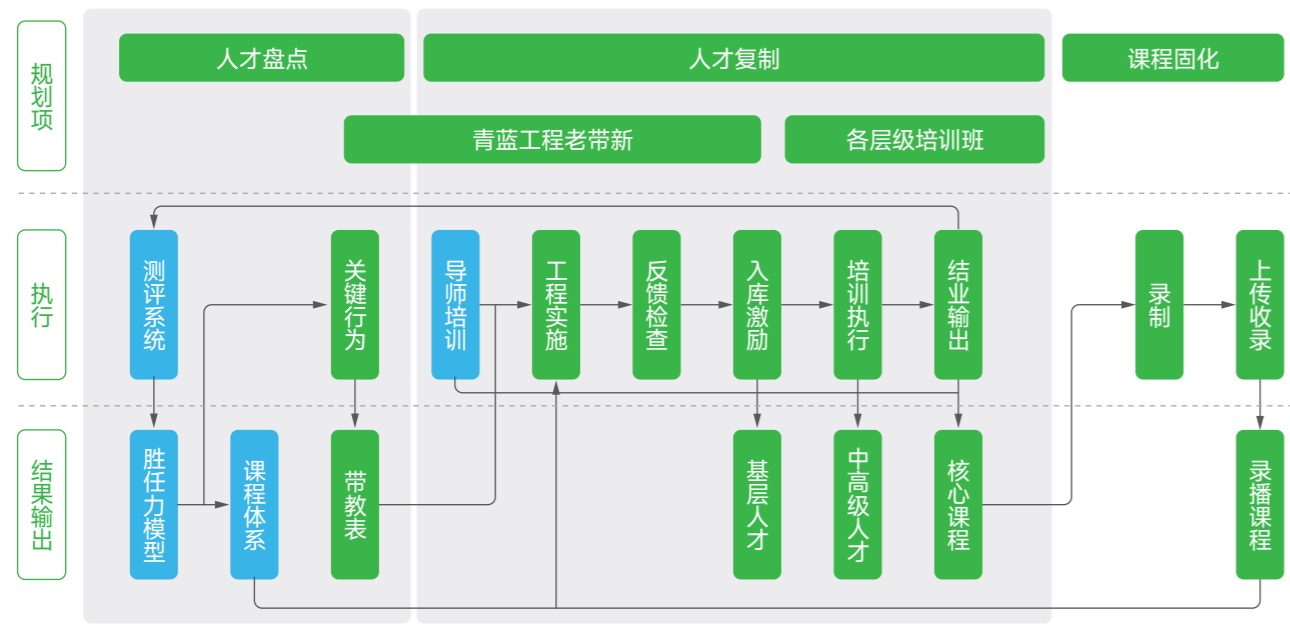 规划项
人才盘点
人才复制
课程固化
青蓝工程老带新
各层级培训班
执行
测评系统
关键行为
导师培训
工程实施
反馈检查
入库激励
培训执行
结业输出
录制
上传收录
结果输出
胜任力模型
课程体系
带教表
基层人才
中高级人才
核心课程
录播课程